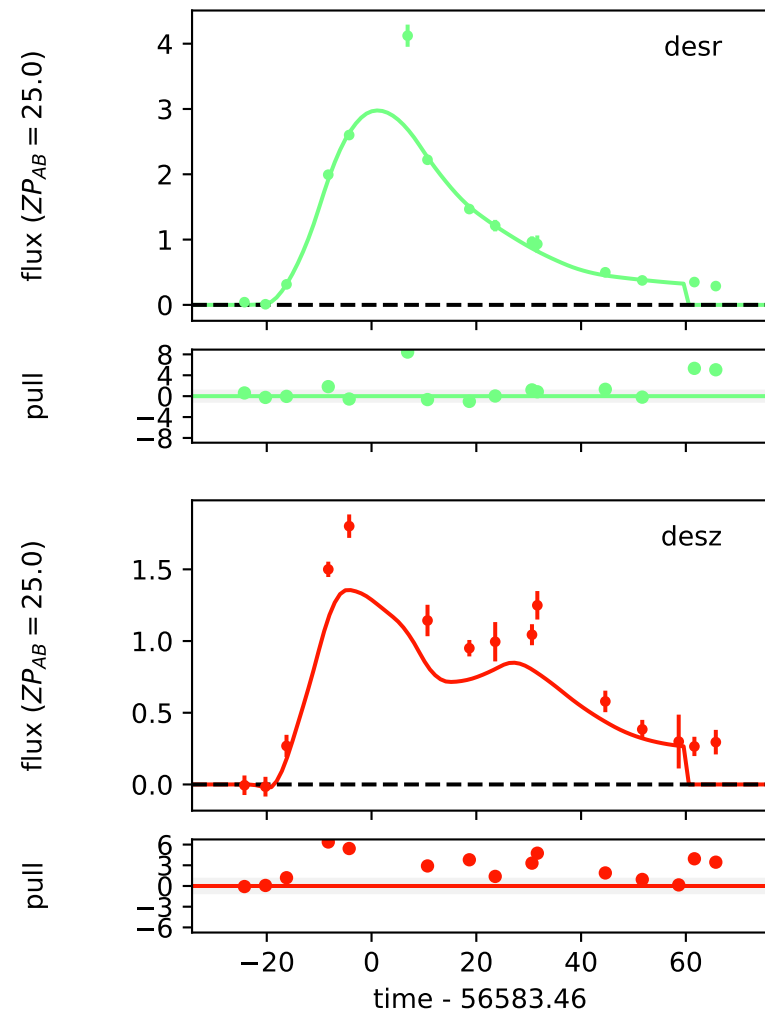 desr
flux (ZP_AB = 25.0)
4
3
2
1
0
pull
8
4
0
−4
−8
desz
flux (ZP_AB = 25.0)
1.5
1.0
0.5
0.0
pull
6
3
0
−3
−6
−20 0 20 40 60
time - 56583.46